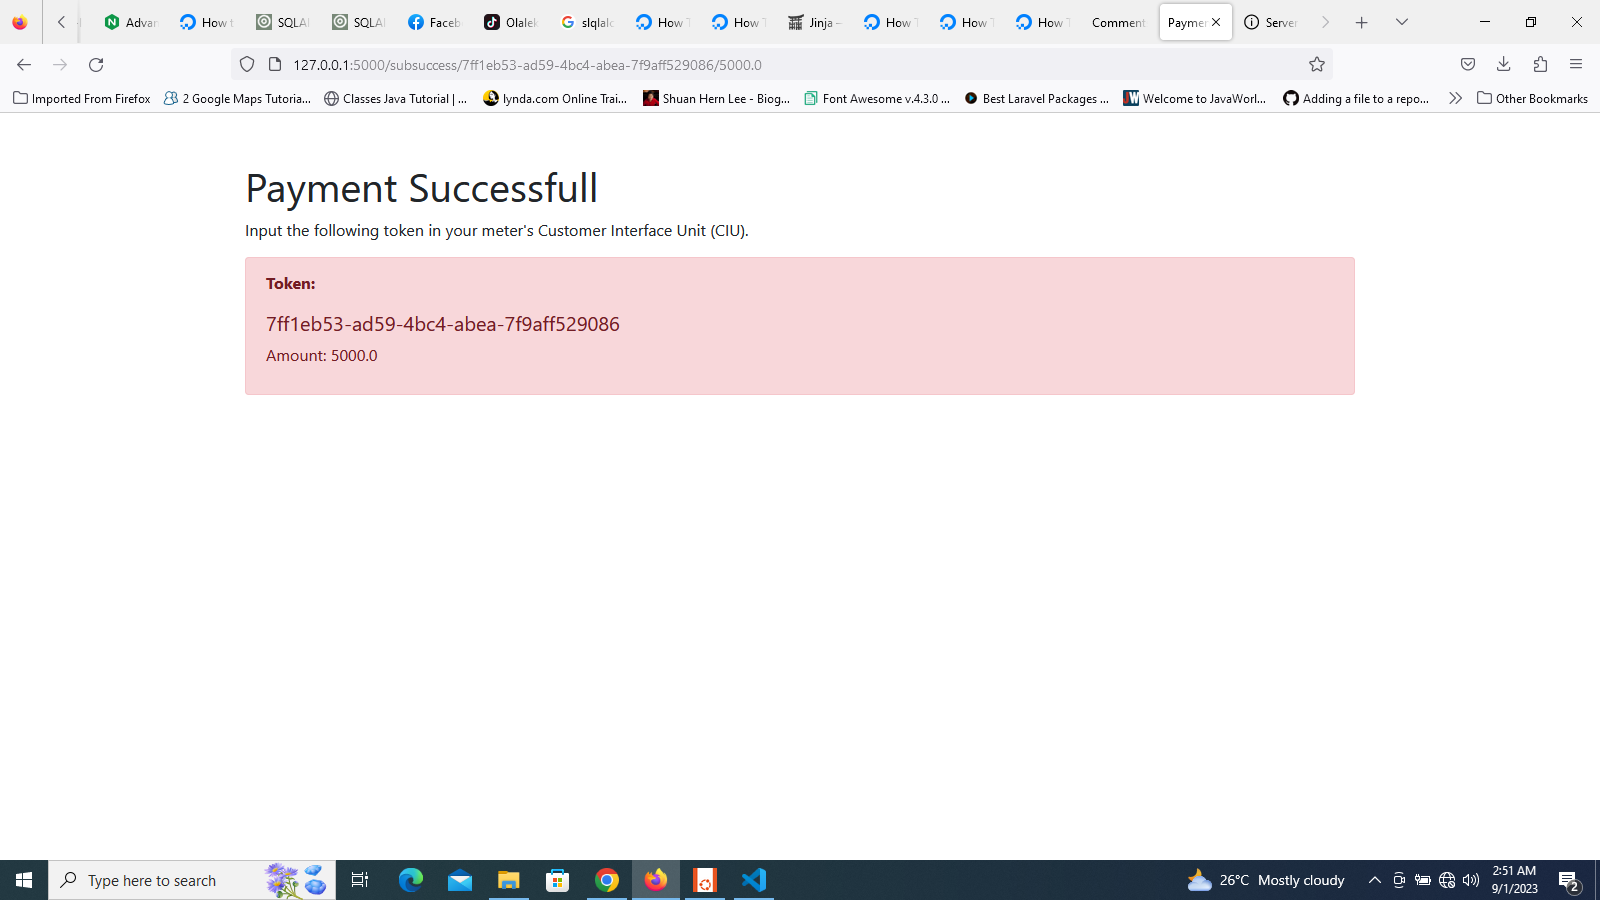 Advan
How t
SQLAl
SQLAl
Faceb
Olalek
slqlalc
How T
How T
Jinja –
How T
How T
How T
Comment
Paymen
Server
127.0.0.1:5000/subsuccess/7ff1eb53-ad59-4bc4-abea-7f9aff529086/5000.0
Imported From Firefox
2 Google Maps Tutoria...
Classes Java Tutorial | ...
lynda.com Online Trai...
Shuan Hern Lee - Biog...
Font Awesome v.4.3.0 ...
Best Laravel Packages ...
Welcome to JavaWorl...
Adding a file to a repo...
Other Bookmarks
Payment Successfull
Input the following token in your meter's Customer Interface Unit (CIU).
Token:
7ff1eb53-ad59-4bc4-abea-7f9aff529086
Amount: 5000.0
Type here to search
26°C Mostly cloudy
2:51 AM
9/1/2023
2